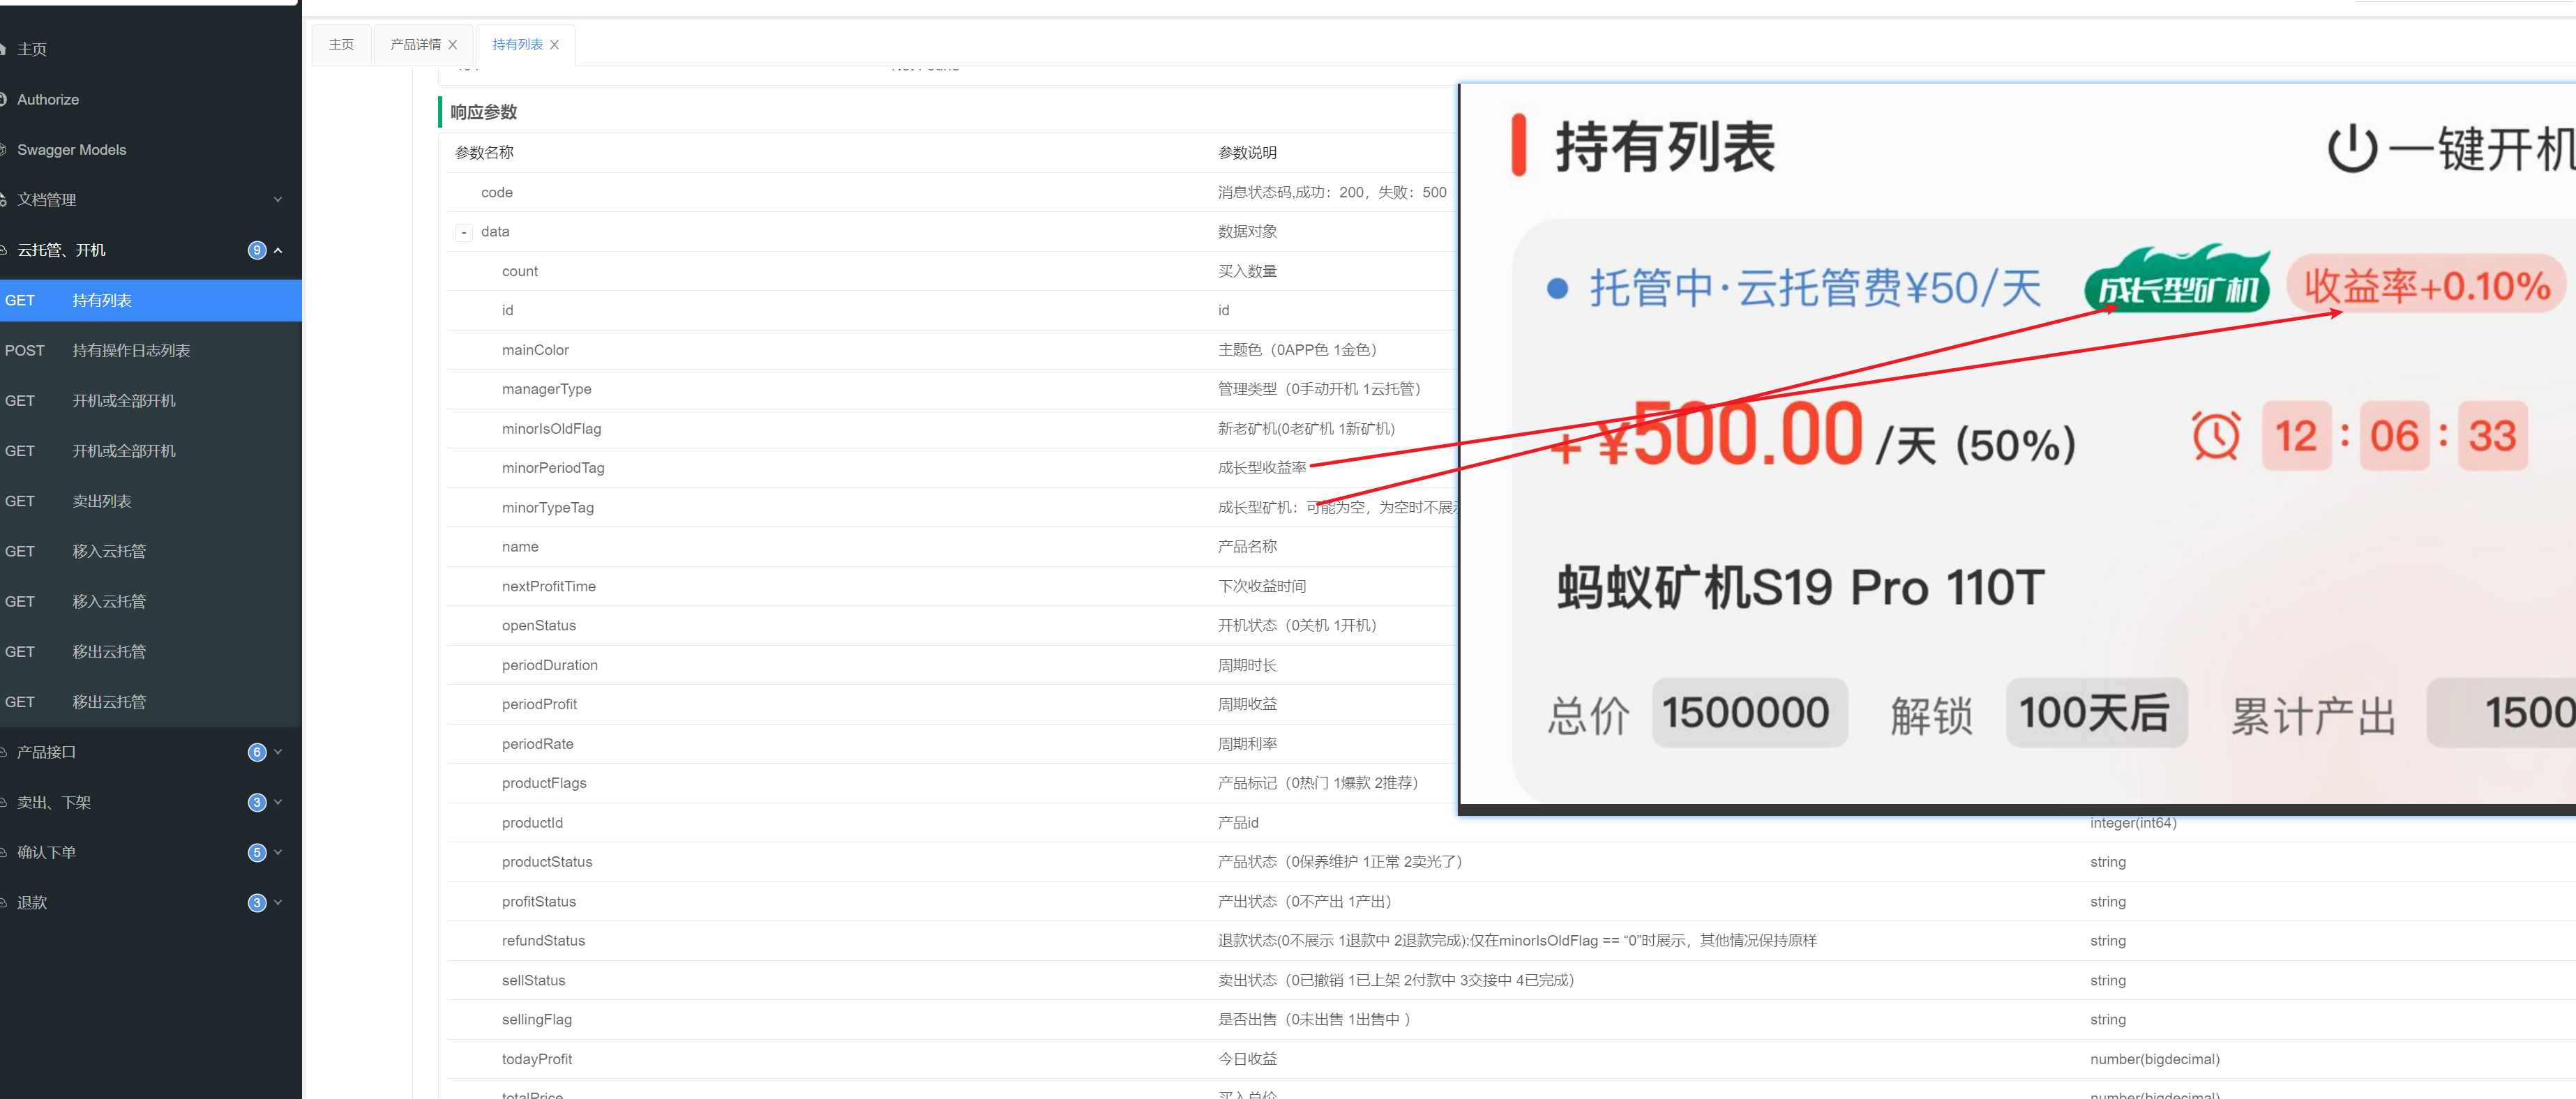 主页
Authorize
Swagger Models
文档管理
云托管、开机 9
GET 持有列表
POST 持有操作日志列表
GET 开机或全部开机
GET 开机或全部开机
GET 卖出列表
GET 移入云托管
GET 移入云托管
GET 移出云托管
GET 移出云托管
产品接口 6
卖出、下架 3
确认下单 5
退款 3
主页 产品详情 持有列表
响应参数
参数名称 参数说明
code 消息状态码,成功：200，失败：500
- data 数据对象
count 买入数量
id id
mainColor 主题色（0APP色 1金色）
managerType 管理类型（0手动开机 1云托管）
minorIsOldFlag 新老矿机(0老矿机 1新矿机)
minorPeriodTag 成长型收益率
minorTypeTag 成长型矿机：可能为空，为空时不展
name 产品名称
nextProfitTime 下次收益时间
openStatus 开机状态（0关机 1开机）
periodDuration 周期时长
periodProfit 周期收益
periodRate 周期利率
productFlags 产品标记（0热门 1爆款 2推荐）
productId 产品id integer(int64)
productStatus 产品状态（0保养维护 1正常 2卖光了） string
profitStatus 产出状态（0不产出 1产出） string
refundStatus 退款状态(0不展示 1退款中 2退款完成):仅在minorIsOldFlag == “0”时展示，其他情况保持原样 string
sellStatus 卖出状态（0已撤销 1已上架 2付款中 3交接中 4已完成） string
sellingFlag 是否出售（0未出售 1出售中 ） string
todayProfit 今日收益 number(bigdecimal)
totalPrice 买入总价 number(bigdecimal)
持有列表 一键开机
托管中·云托管费¥50/天 成长型矿机 收益率+0.10%
+¥500.00/天 (50%) 12 : 06 : 33
蚂蚁矿机S19 Pro 110T
总价 1500000 解锁 100天后 累计产出 1500